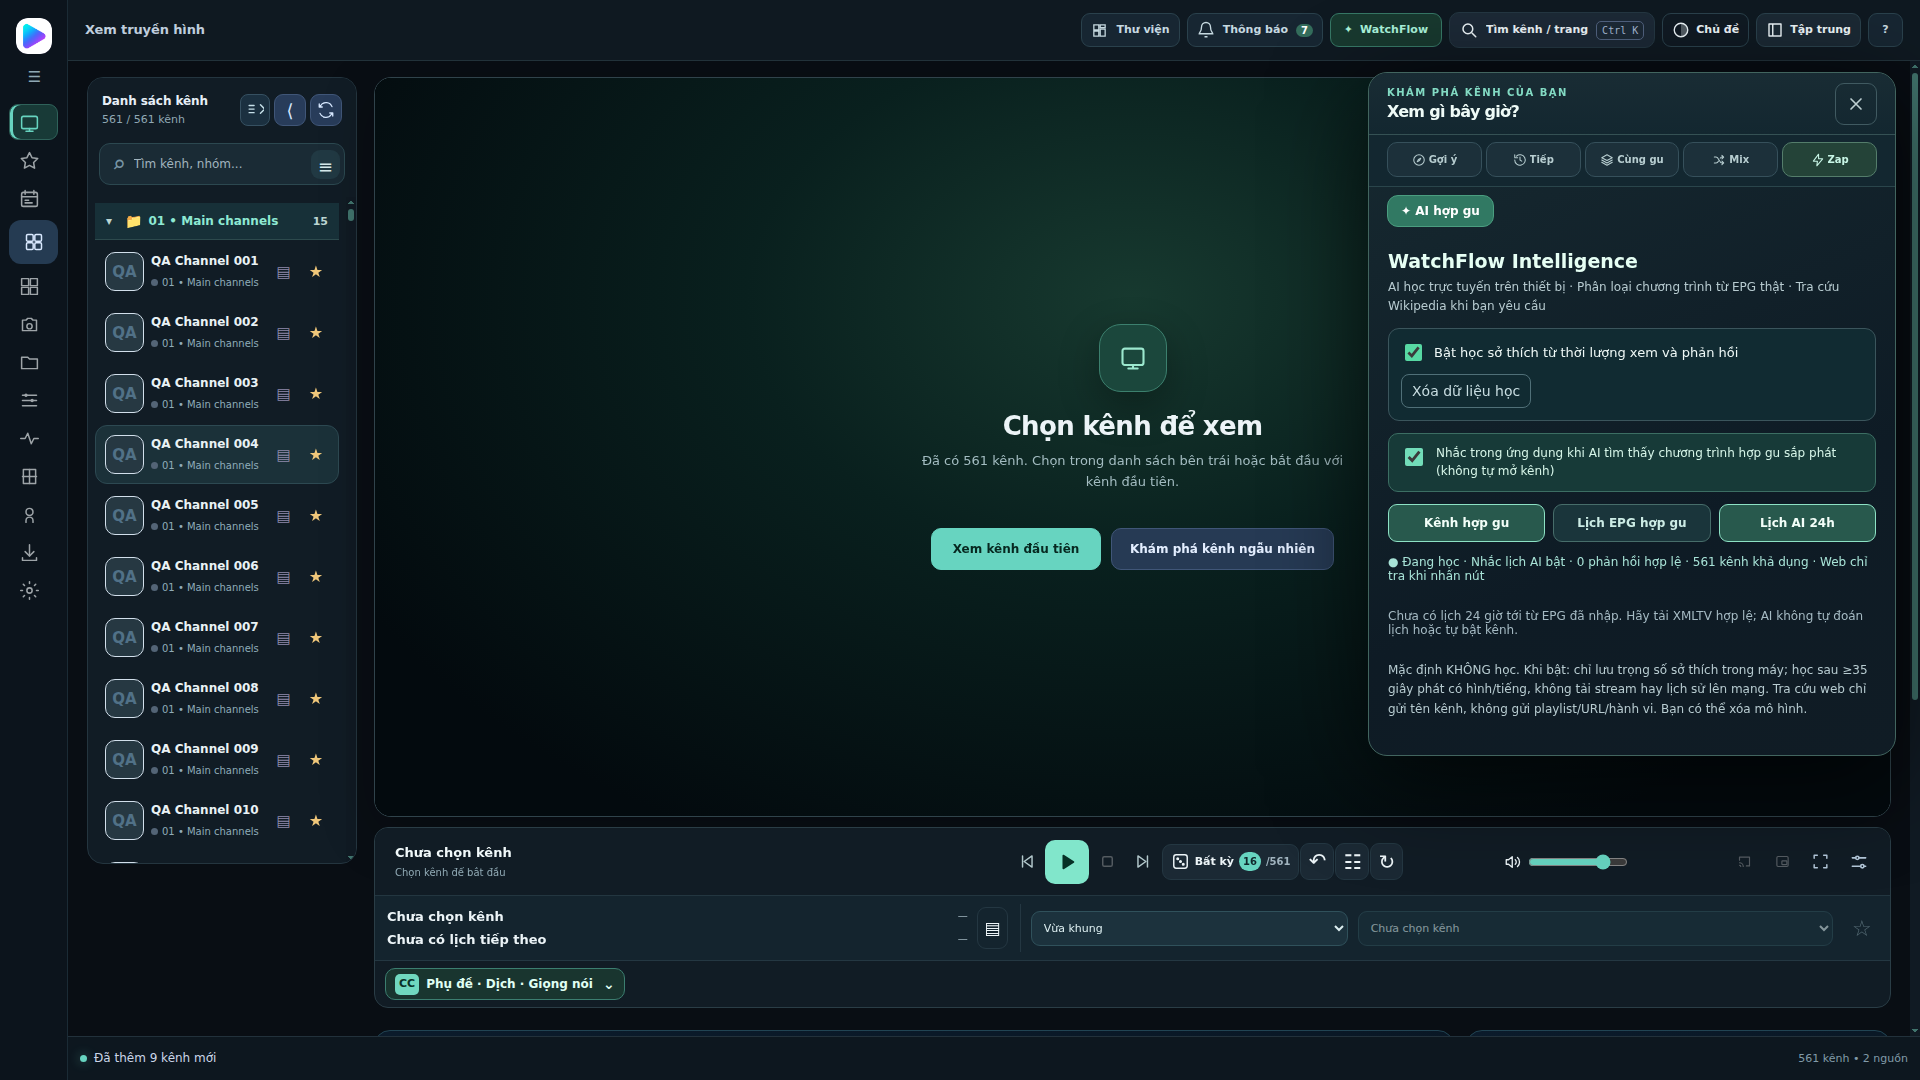 Xem truyền hình
Thư viện
Thông báo 7
✦ WatchFlow
Tìm kênh / trang Ctrl K
Chủ đề
Tập trung
?
Danh sách kênh
561 / 561 kênh
Tìm kênh, nhóm...
01 • Main channels 15
QA QA Channel 001
01 • Main channels
QA QA Channel 002
01 • Main channels
QA QA Channel 003
01 • Main channels
QA QA Channel 004
01 • Main channels
QA QA Channel 005
01 • Main channels
QA QA Channel 006
01 • Main channels
QA QA Channel 007
01 • Main channels
QA QA Channel 008
01 • Main channels
QA QA Channel 009
01 • Main channels
QA QA Channel 010
01 • Main channels
Chọn kênh để xem
Đã có 561 kênh. Chọn trong danh sách bên trái hoặc bắt đầu với
kênh đầu tiên.
Xem kênh đầu tiên
Khám phá kênh ngẫu nhiên
KHÁM PHÁ KÊNH CỦA BẠN
Xem gì bây giờ?
Gợi ý
Tiếp
Cùng gu
Mix
Zap
✦ AI hợp gu
WatchFlow Intelligence
AI học trực tuyến trên thiết bị · Phân loại chương trình từ EPG thật · Tra cứu
Wikipedia khi bạn yêu cầu
Bật học sở thích từ thời lượng xem và phản hồi
Xóa dữ liệu học
Nhắc trong ứng dụng khi AI tìm thấy chương trình hợp gu sắp phát
(không tự mở kênh)
Kênh hợp gu
Lịch EPG hợp gu
Lịch AI 24h
● Đang học · Nhắc lịch AI bật · 0 phản hồi hợp lệ · 561 kênh khả dụng · Web chỉ
tra khi nhấn nút
Chưa có lịch 24 giờ tới từ EPG đã nhập. Hãy tải XMLTV hợp lệ; AI không tự đoán
lịch hoặc tự bật kênh.
Mặc định KHÔNG học. Khi bật: chỉ lưu trọng số sở thích trong máy; học sau ≥35
giây phát có hình/tiếng, không tải stream hay lịch sử lên mạng. Tra cứu web chỉ
gửi tên kênh, không gửi playlist/URL/hành vi. Bạn có thể xóa mô hình.
Chưa chọn kênh
Chọn kênh để bắt đầu
Bất kỳ 16 /561
Chưa chọn kênh —
Chưa có lịch tiếp theo —
Vừa khung
Chưa chọn kênh
CC Phụ đề · Dịch · Giọng nói
Đã thêm 9 kênh mới
561 kênh • 2 nguồn